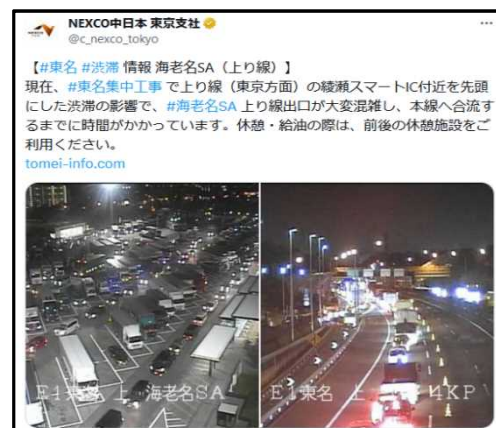 NEXCO中日本 東京支社
@c_nexco_tokyo
【#東名 #渋滞 情報 海老名SA（上り線）】
現在、#東名集中工事 で上り線（東京方面）の綾瀬スマートIC付近を先頭
にした渋滞の影響で、#海老名SA 上り線出口が大変混雑し、本線へ合流す
るまでに時間がかかっています。休憩・給油の際は、前後の休憩施設をご
利用ください。
tomei-info.com
E1東名 上 海老名SA
E1東名 上 4KP